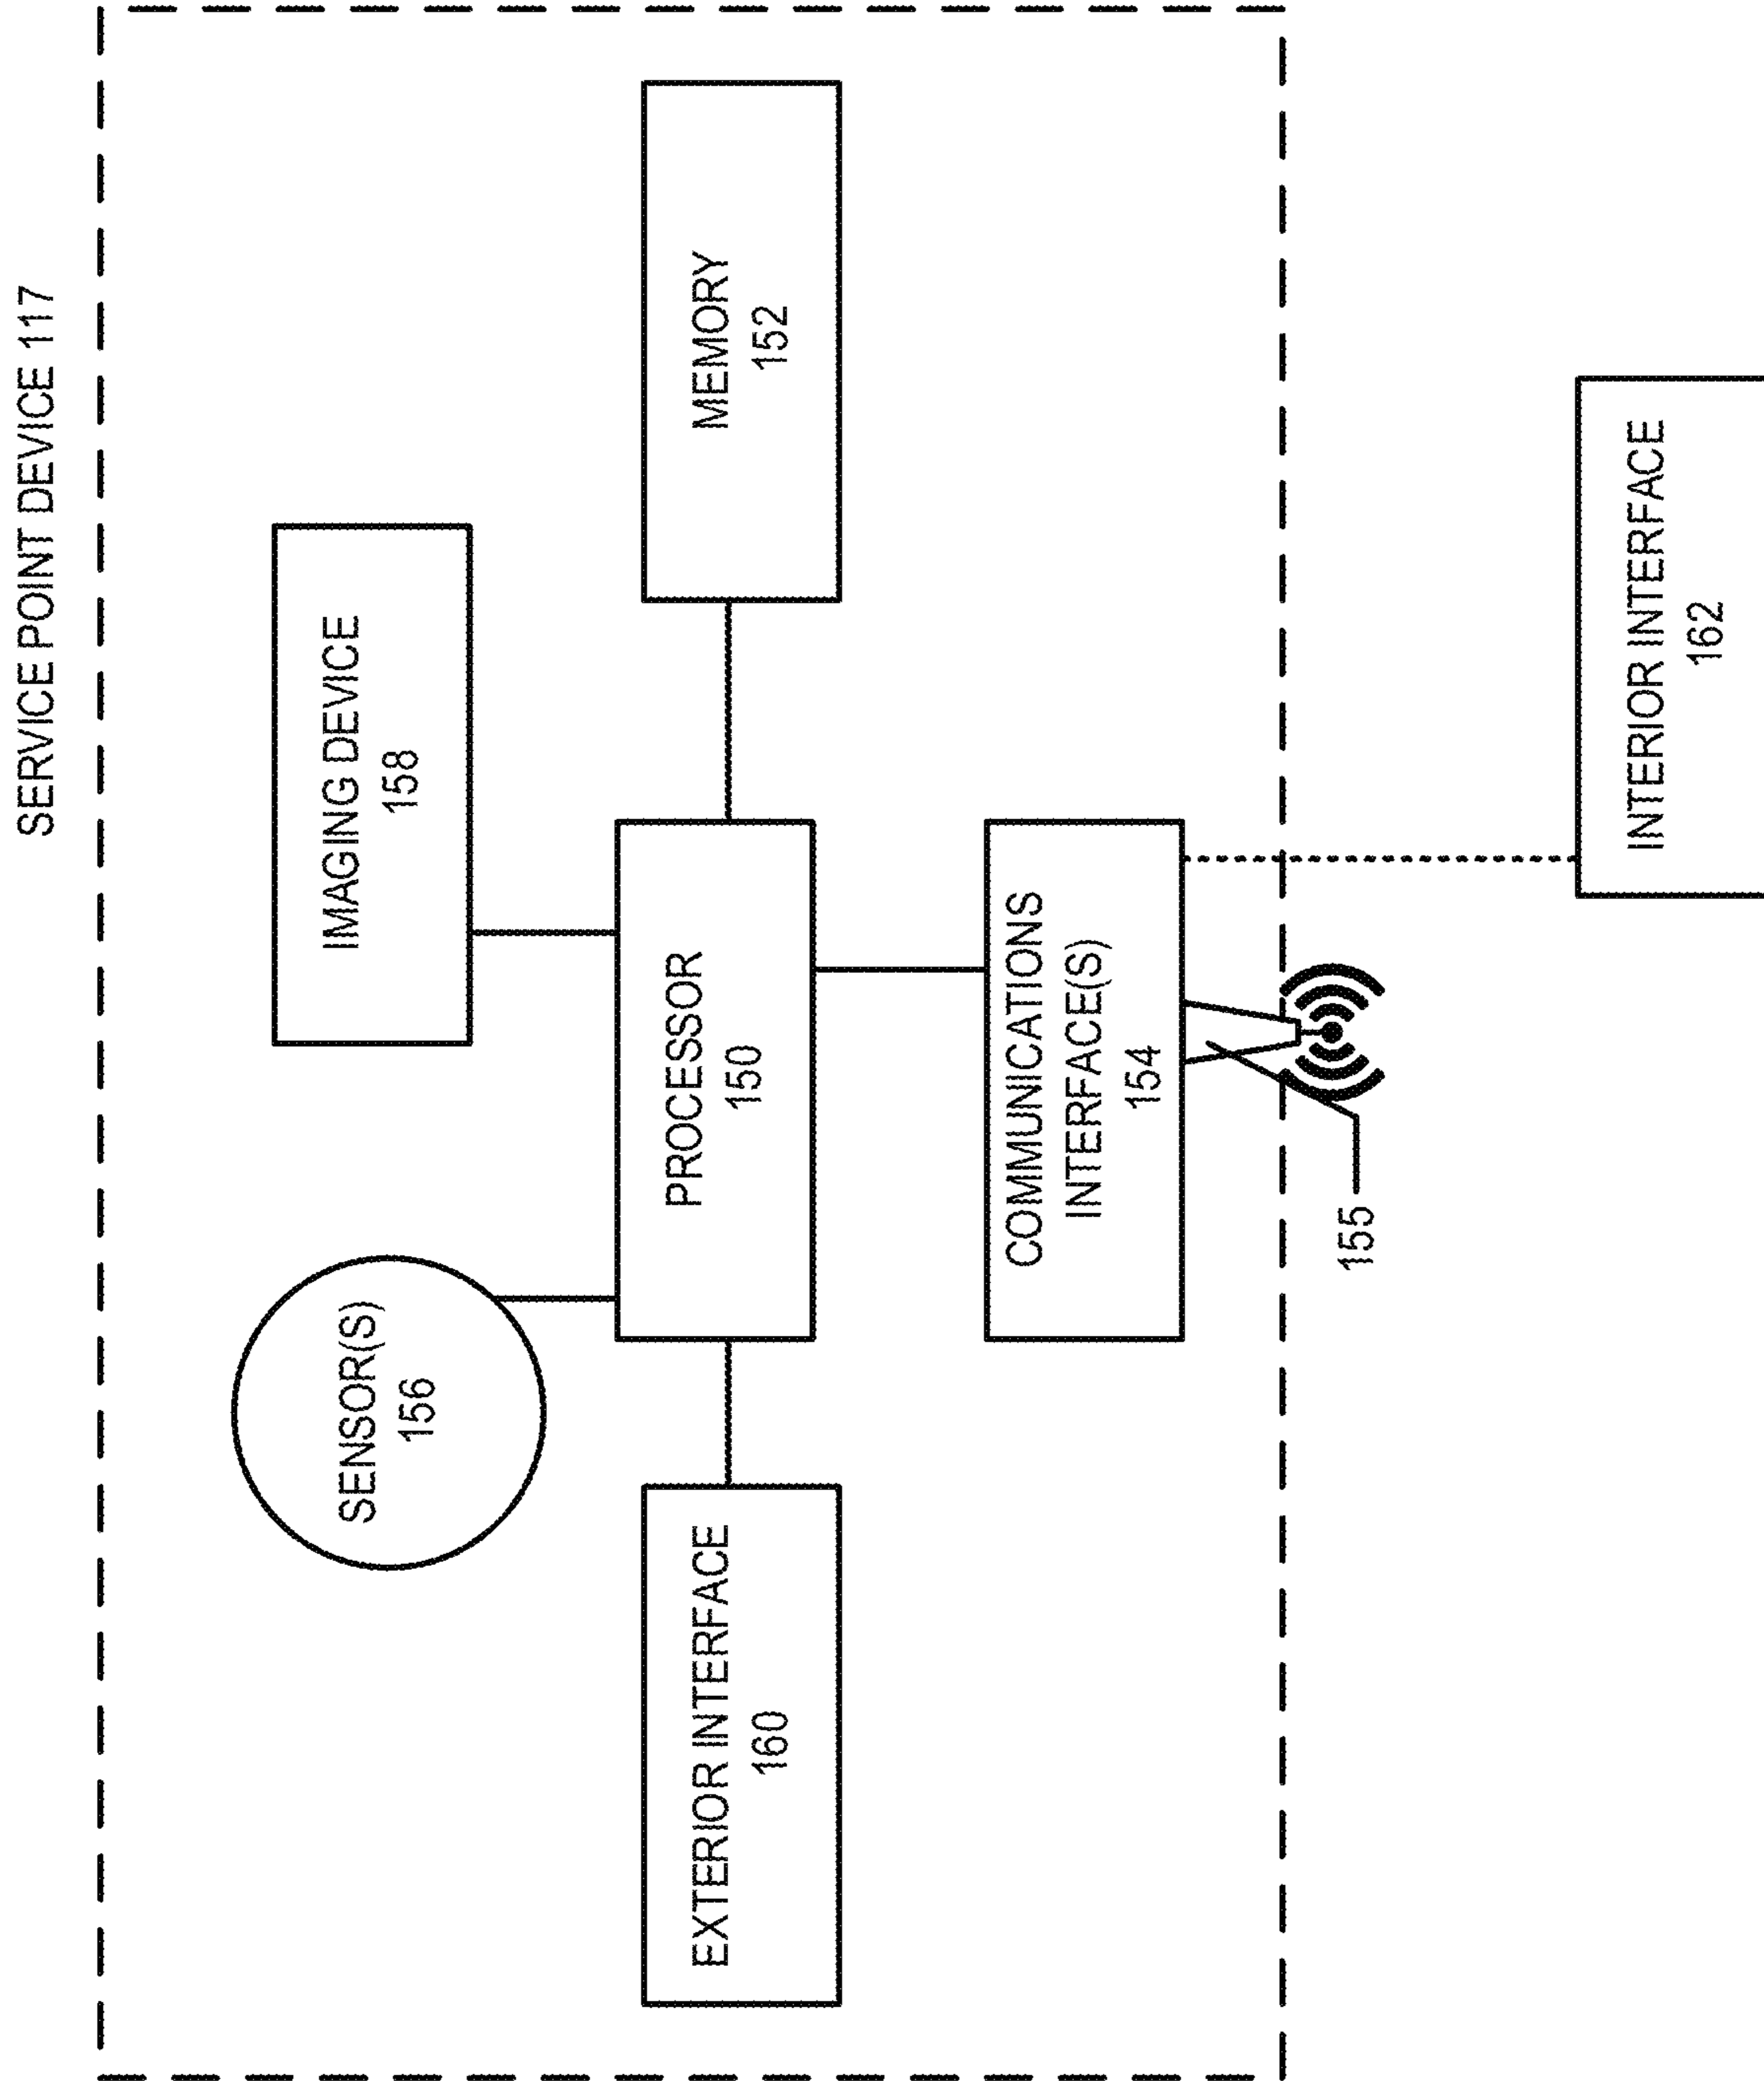 SERVICE POINT DEVICE 117
SENSOR(S)
156
IMAGING DEVICE
158
EXTERIOR INTERFACE
160
PROCESSOR
150
MEMORY
152
COMMUNICATIONS
INTERFACE(S)
154
155
INTERIOR INTERFACE
162